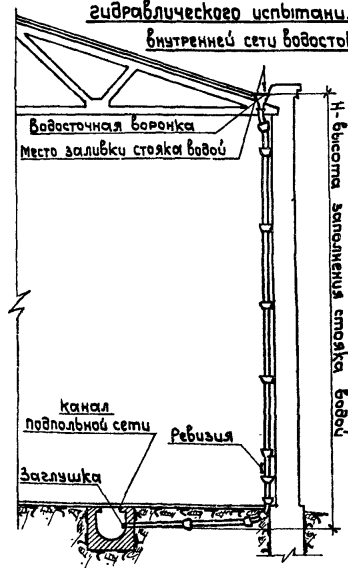 гидравлического испытани
внутренней сети водосто
Водосточная воронка
Место заливки стояка водой
Н-высота заполнения стояка водой
канал
подпольной сети
Ревизия
Заглушка